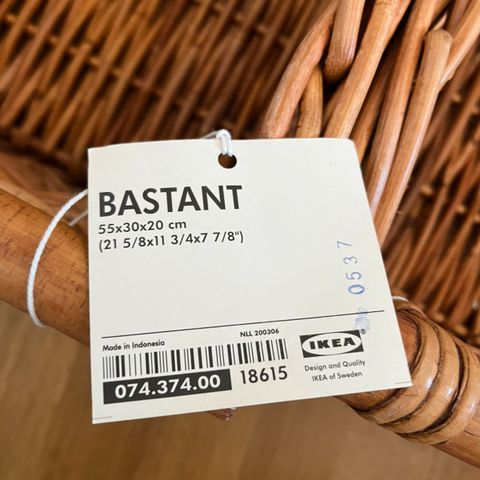 BASTANT
55x30x20 cm
(21 5/8x11 3/4x7 7/8")
0537
Made in Indonesia
NLL 200306
074.374.00
18615
IKEA®
Design and Quality
IKEA of Sweden